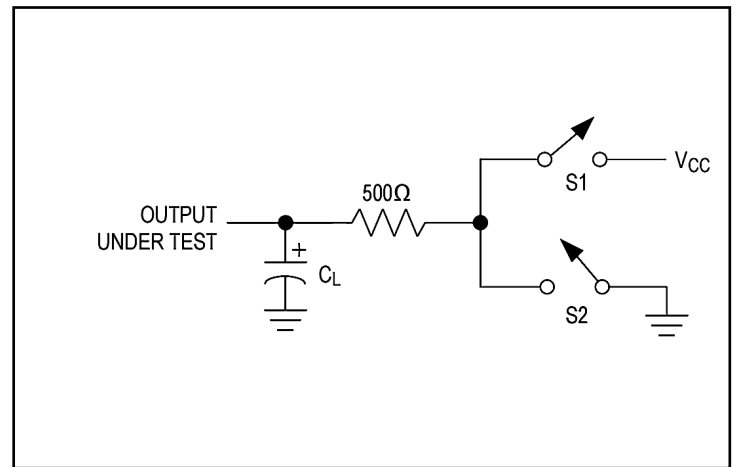 OUTPUT
UNDER TEST
500Ω
+
CL
S1
VCC
S2